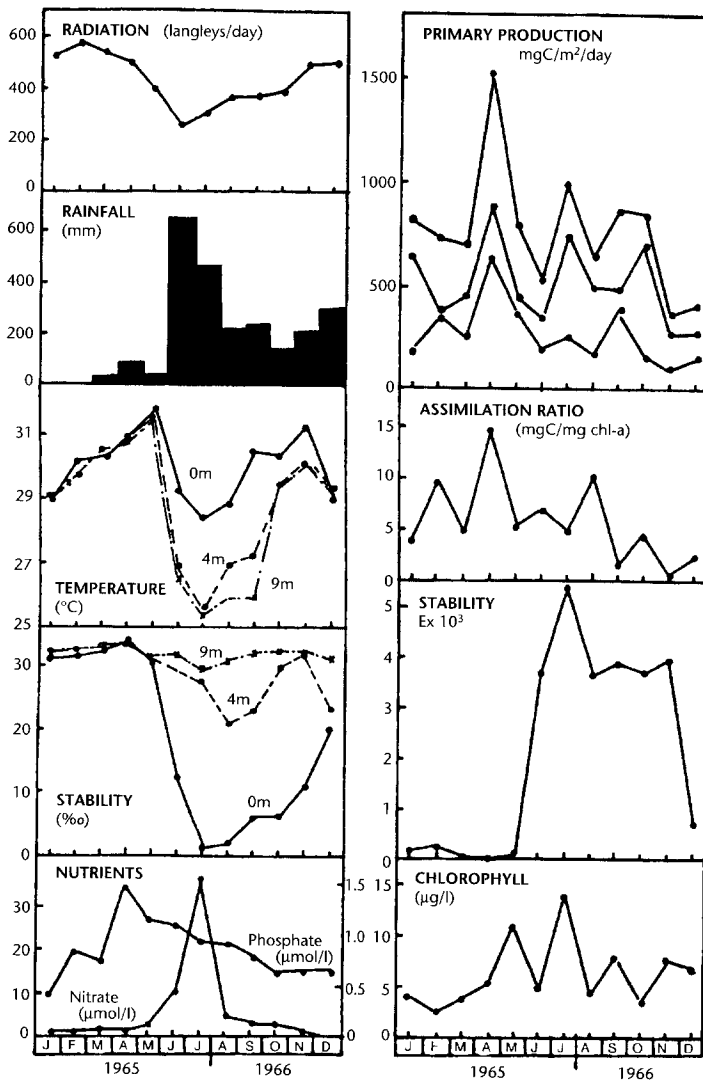 RADIATION (langleys/day)
600
400
200
0
RAINFALL
(mm)
600
400
200
0
31
29
27
25
0m
4m
9m
TEMPERATURE
(°C)
30
20
10
0
9m
4m
0m
STABILITY
(‰)
NUTRIENTS
30
20
10
0
1.5
1.0
0.5
0
Phosphate
(µmol/l)
Nitrate
(µmol/l)
J F M A M J J A S O N D
1965 1966
PRIMARY PRODUCTION
mgC/m²/day
1500
1000
500
0
ASSIMILATION RATIO
(mgC/mg chl-a)
15
10
5
0
STABILITY
Ex 10³
5
4
3
2
1
0
CHLOROPHYLL
(µg/l)
15
10
5
0
J F M A M J J A S O N D
1965 1966